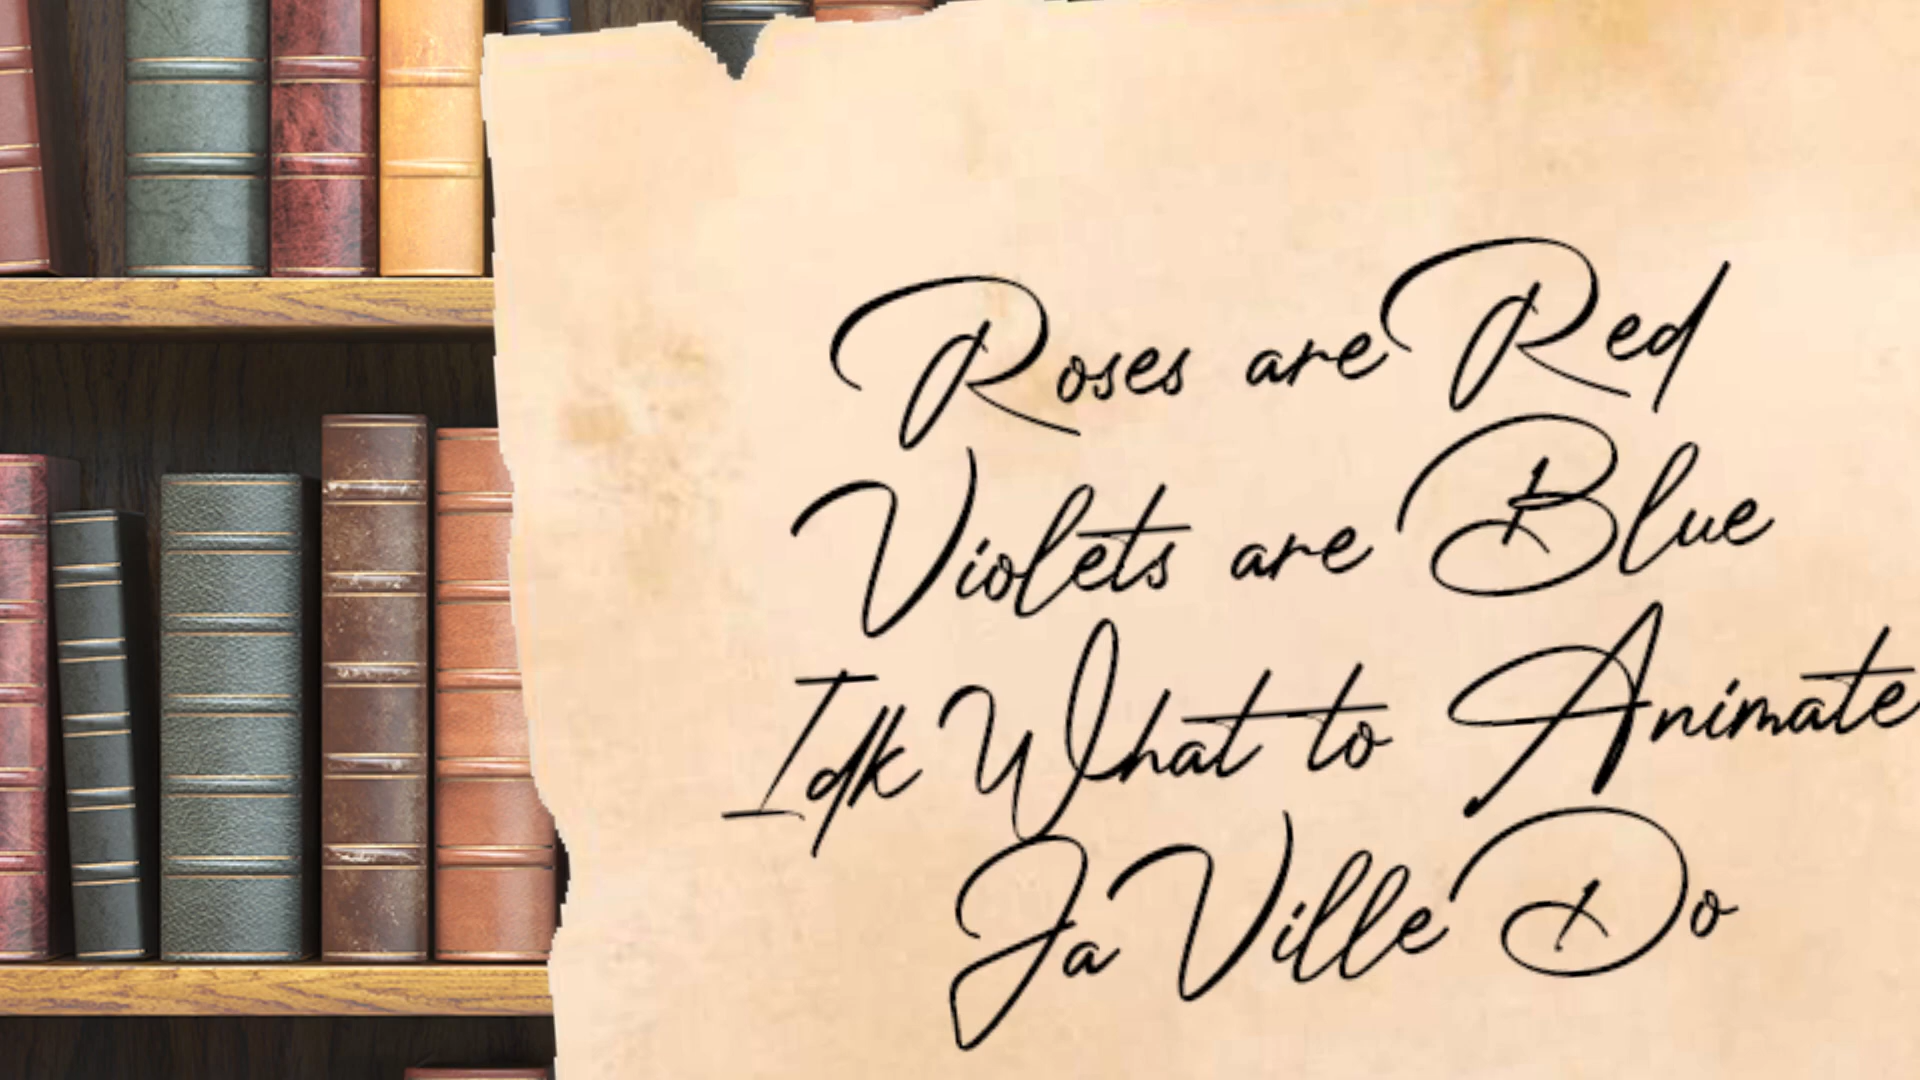 Roses are Red
Violets are Blue
Idk What to Animate
Ja Ville Do